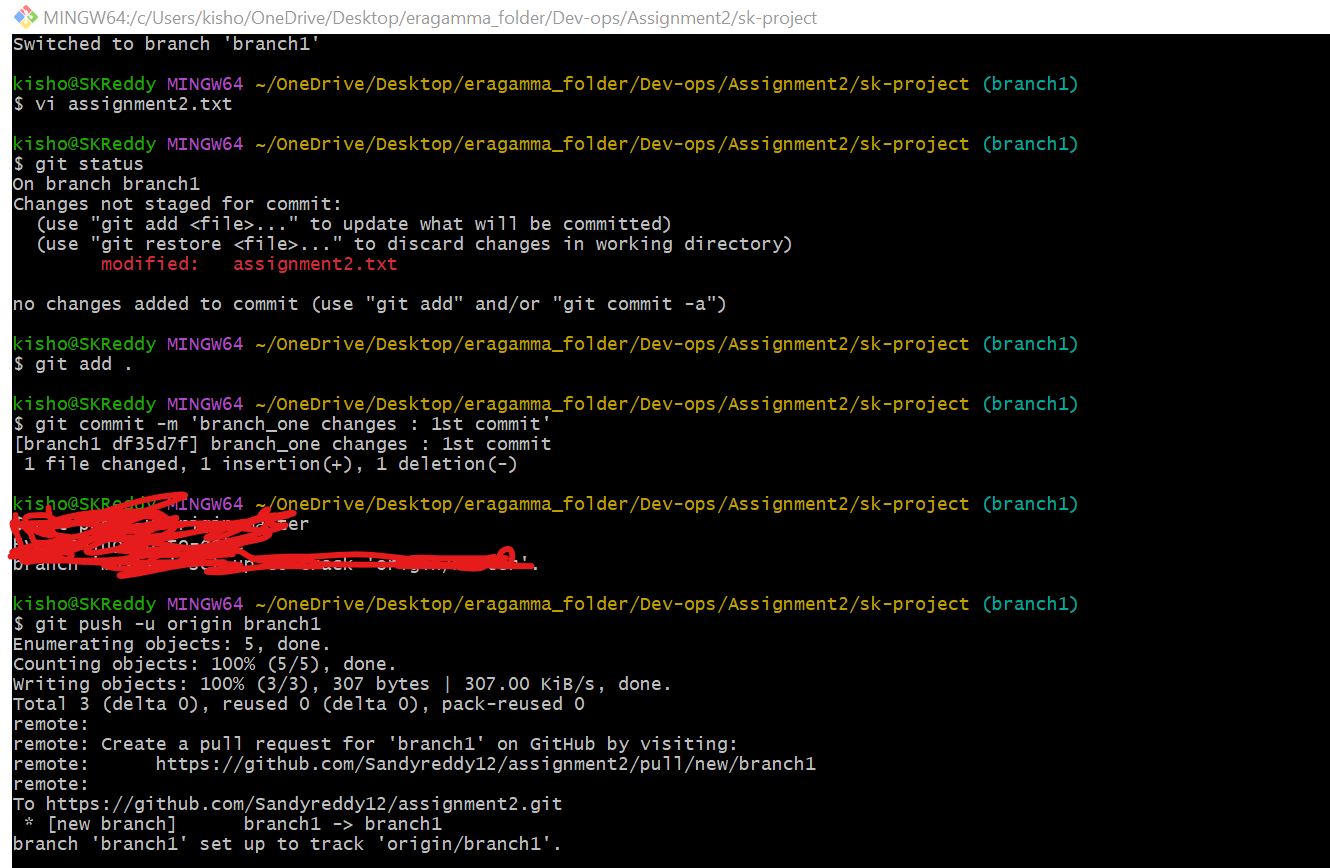 MINGW64:/c/Users/kisho/OneDrive/Desktop/eragamma_folder/Dev-ops/Assignment2/sk-project
Switched to branch 'branch1'
kisho@SKReddy MINGW64 ~/OneDrive/Desktop/eragamma_folder/Dev-ops/Assignment2/sk-project (branch1)
$ vi assignment2.txt
kisho@SKReddy MINGW64 ~/OneDrive/Desktop/eragamma_folder/Dev-ops/Assignment2/sk-project (branch1)
$ git status
On branch branch1
Changes not staged for commit:
  (use "git add <file>..." to update what will be committed)
  (use "git restore <file>..." to discard changes in working directory)
        modified:   assignment2.txt
no changes added to commit (use "git add" and/or "git commit -a")
kisho@SKReddy MINGW64 ~/OneDrive/Desktop/eragamma_folder/Dev-ops/Assignment2/sk-project (branch1)
$ git add .
kisho@SKReddy MINGW64 ~/OneDrive/Desktop/eragamma_folder/Dev-ops/Assignment2/sk-project (branch1)
$ git commit -m 'branch_one changes : 1st commit'
[branch1 df35d7f] branch_one changes : 1st commit
 1 file changed, 1 insertion(+), 1 deletion(-)
kisho@SKReddy MINGW64 ~/OneDrive/Desktop/eragamma_folder/Dev-ops/Assignment2/sk-project (branch1)
branch up to track
kisho@SKReddy MINGW64 ~/OneDrive/Desktop/eragamma_folder/Dev-ops/Assignment2/sk-project (branch1)
$ git push -u origin branch1
Enumerating objects: 5, done.
Counting objects: 100% (5/5), done.
Writing objects: 100% (3/3), 307 bytes | 307.00 KiB/s, done.
Total 3 (delta 0), reused 0 (delta 0), pack-reused 0
remote:
remote: Create a pull request for 'branch1' on GitHub by visiting:
remote:      https://github.com/Sandyreddy12/assignment2/pull/new/branch1
remote:
To https://github.com/Sandyreddy12/assignment2.git
 * [new branch]      branch1 -> branch1
branch 'branch1' set up to track 'origin/branch1'.